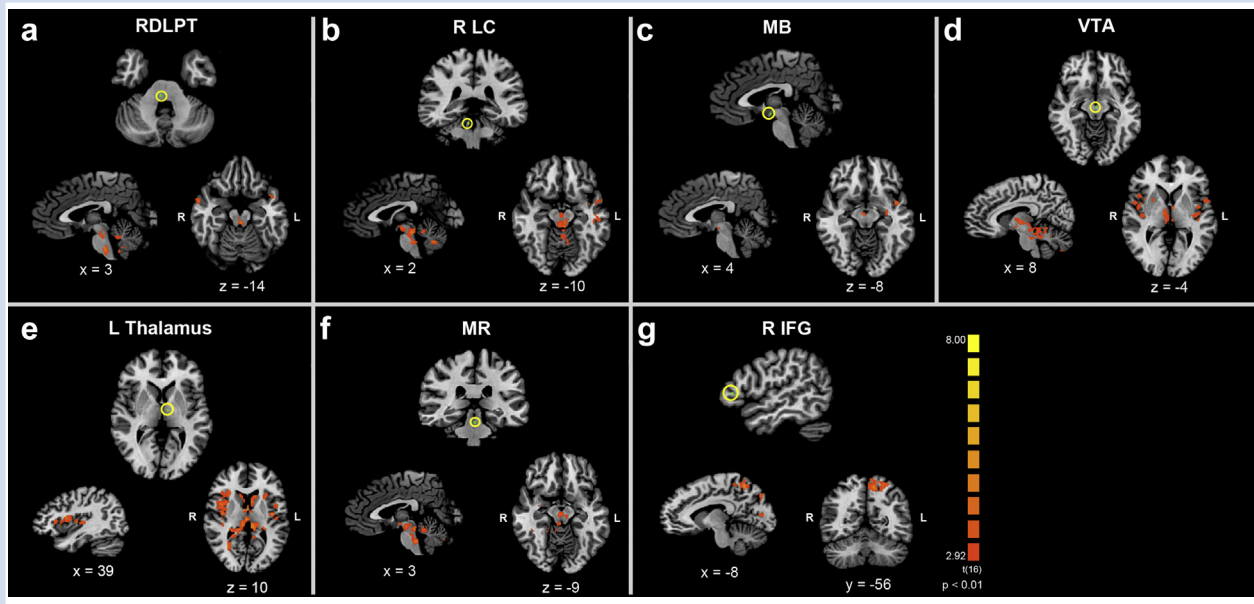 a RDLPT
R L
x = 3
z = -14
b R LC
R L
x = 2
z = -10
c MB
R L
x = 4
z = -8
d VTA
R L
x = 8
z = -4
e L Thalamus
R L
x = 39
z = 10
f MR
R L
x = 3
z = -9
g R IFG
R L
x = -8
y = -56
8.00
2.92
t(16)
p < 0.01